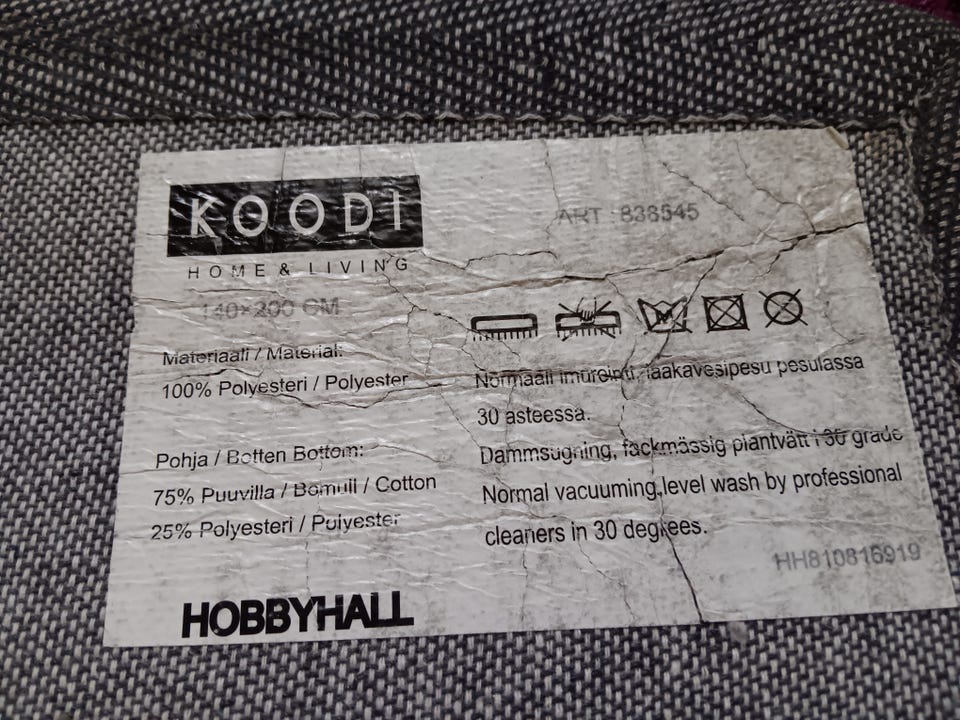 KOODI
HOME & LIVING
ART : 838545
140×200 CM
Materiaali / Material:
100% Polyesteri / Polyester
Pohja / Botten Bottom:
75% Puuvilla / Bomull / Cotton
25% Polyesteri / Polyester
Normaali imurointi, laakavesipesu pesulassa
30 asteessa.
Dammsugning, fackmässig plantvätt i 30 grade
Normal vacuuming,level wash by professional
cleaners in 30 degrees.
HH810816919
HOBBYHALL